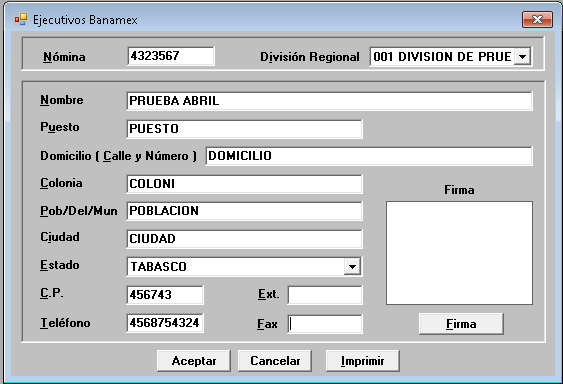 Ejecutivos Banamex
Nómina 4323567 División Regional 001 DIVISION DE PRUE
Nombre PRUEBA ABRIL
Puesto PUESTO
Domicilio ( Calle y Número ) DOMICILIO
Colonia COLONI Firma
Pob/Del/Mun POBLACION
Ciudad CIUDAD
Estado TABASCO
C.P. 456743 Ext.
Teléfono 4568754324 Fax Firma
Aceptar Cancelar Imprimir